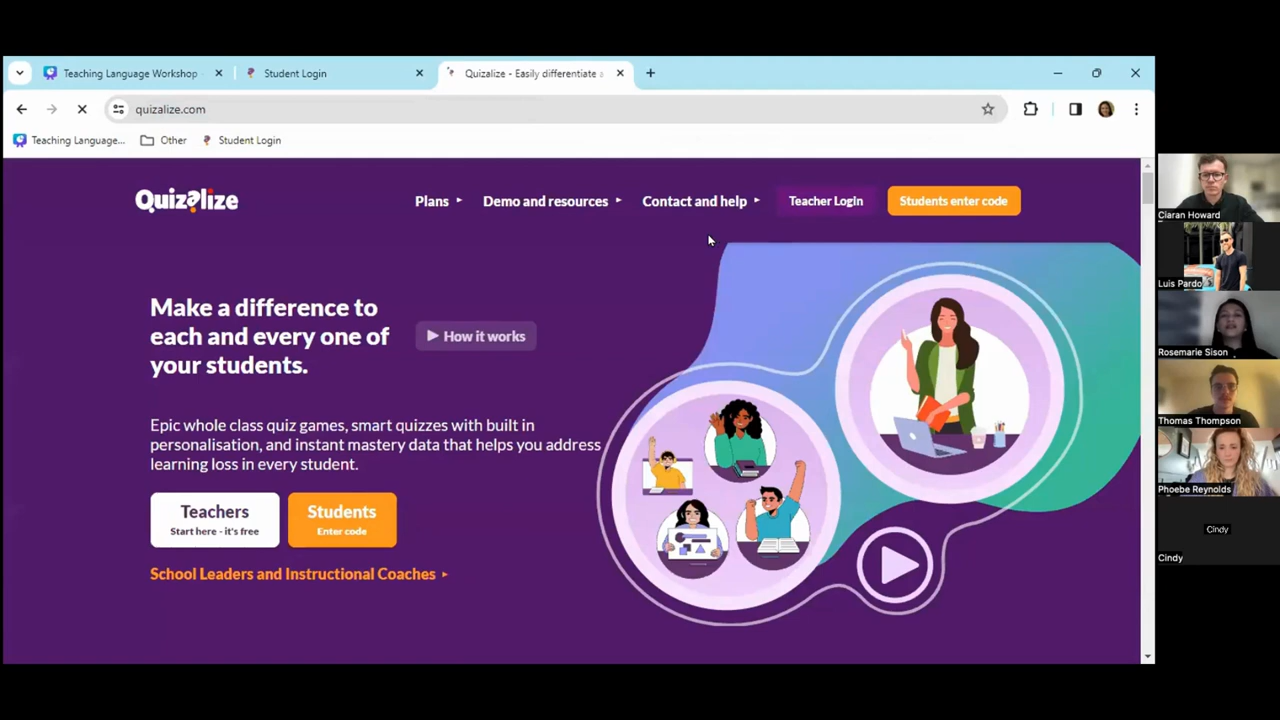 Teaching Language Workshop
Student Login
Quizalize - Easily differentiate a
quizalize.com
Teaching Language...
Other
Student Login
Quizalize
Plans
Demo and resources
Contact and help
Teacher Login
Students enter code
Make a difference to
each and every one of
your students.
How it works
Epic whole class quiz games, smart quizzes with built in
personalisation, and instant mastery data that helps you address
learning loss in every student.
Teachers
Start here - it's free
Students
Enter code
School Leaders and Instructional Coaches
Ciaran Howard
Luis Pardo
Rosemarie Sison
Thomas Thompson
Phoebe Reynolds
Cindy
Cindy